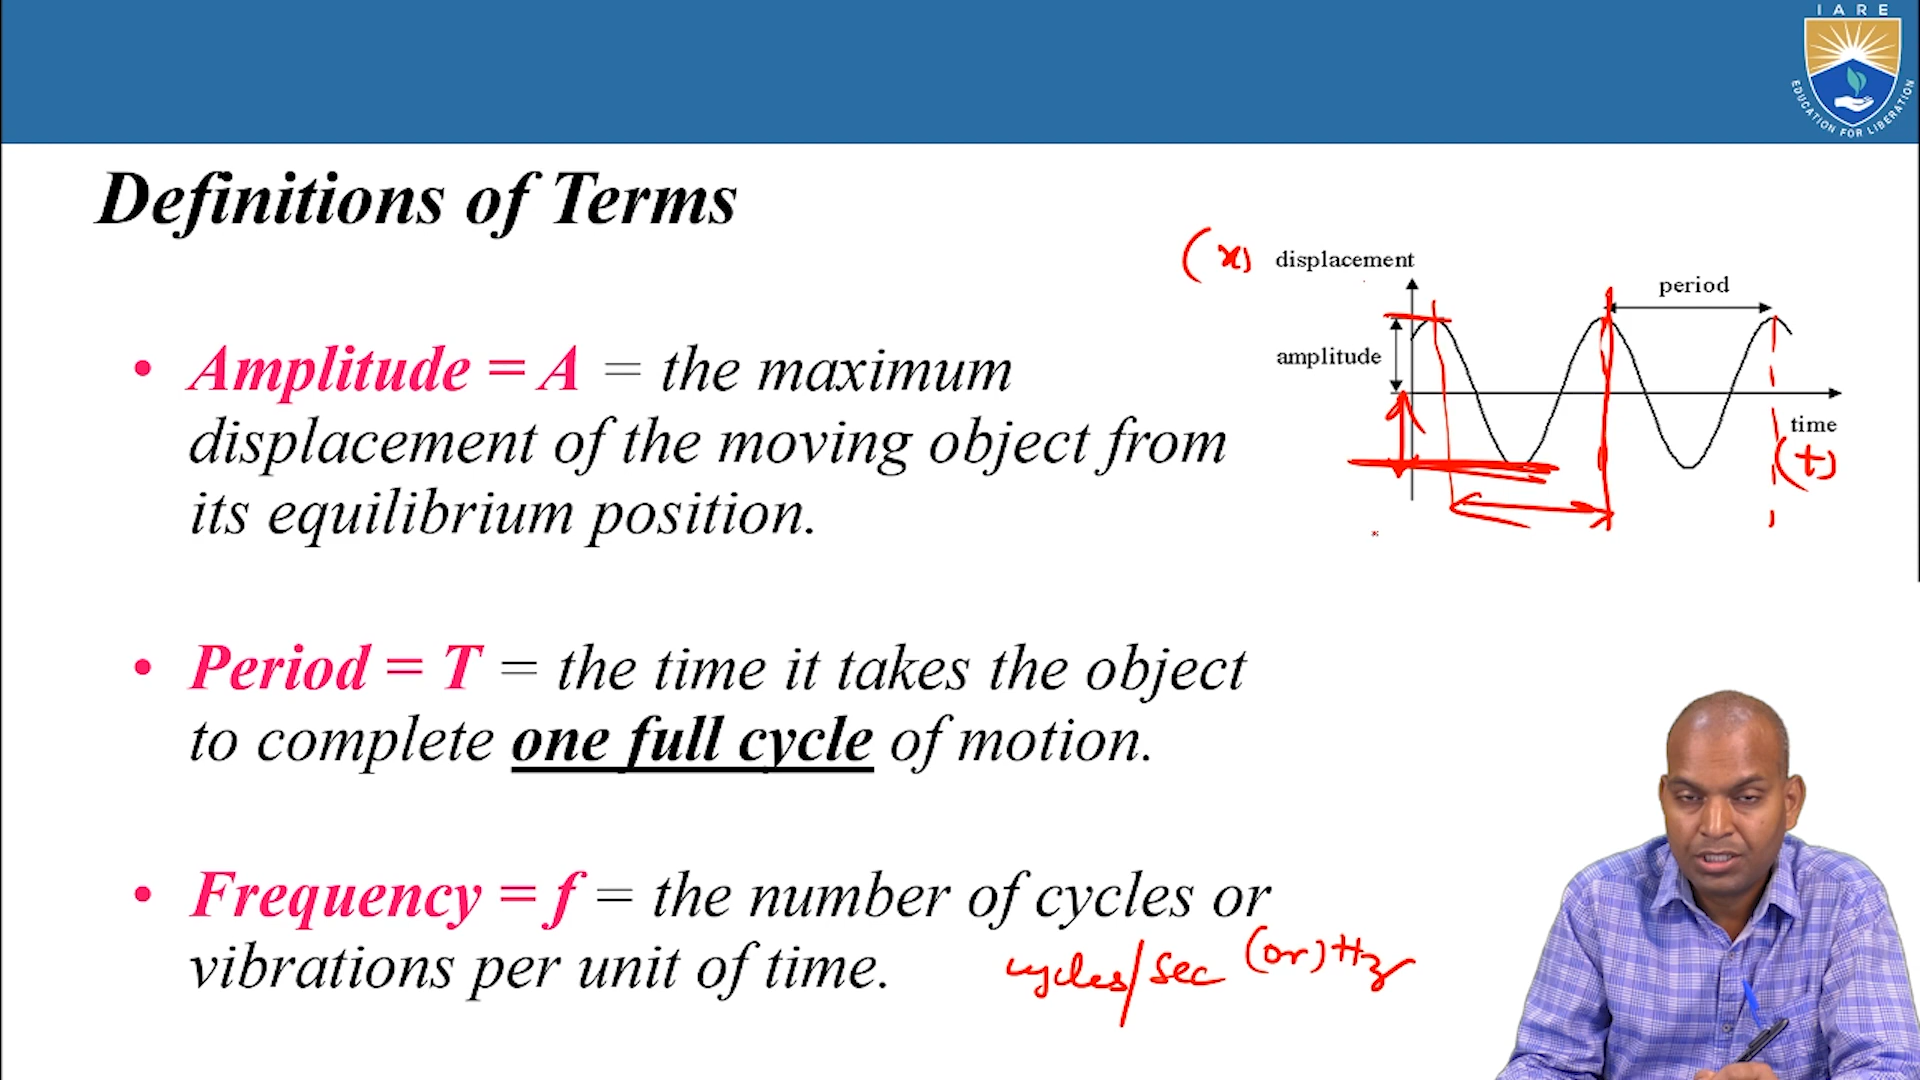 IARE
EDUCATION FOR LIBERATION
Definitions of Terms
(x) displacement
period
amplitude
time
(t)
• Amplitude = A = the maximum
displacement of the moving object from
its equilibrium position.
• Period = T = the time it takes the object
to complete one full cycle of motion.
• Frequency = f = the number of cycles or
vibrations per unit of time.
cycles/sec (or) Hz